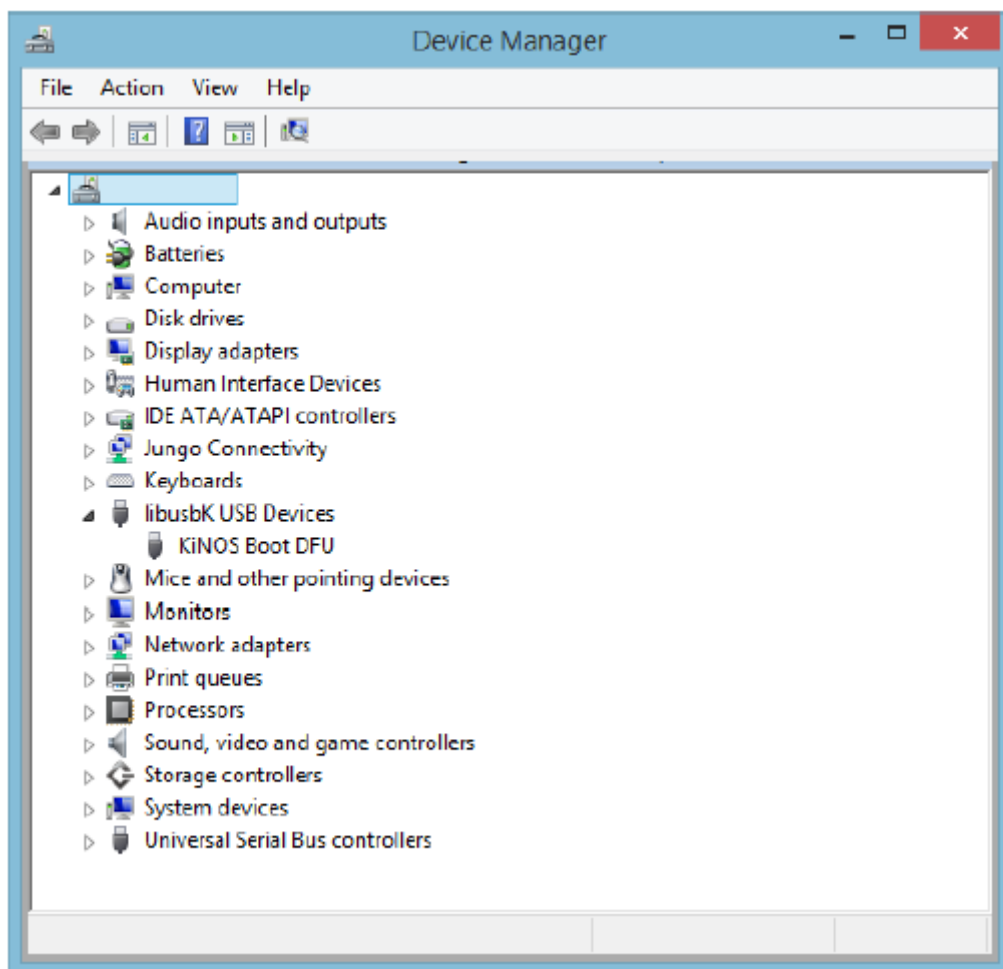 Device Manager
File Action View Help
Audio inputs and outputs
Batteries
Computer
Disk drives
Display adapters
Human Interface Devices
IDE ATA/ATAPI controllers
Jungo Connectivity
Keyboards
libusbK USB Devices
KiNOS Boot DFU
Mice and other pointing devices
Monitors
Network adapters
Print queues
Processors
Sound, video and game controllers
Storage controllers
System devices
Universal Serial Bus controllers